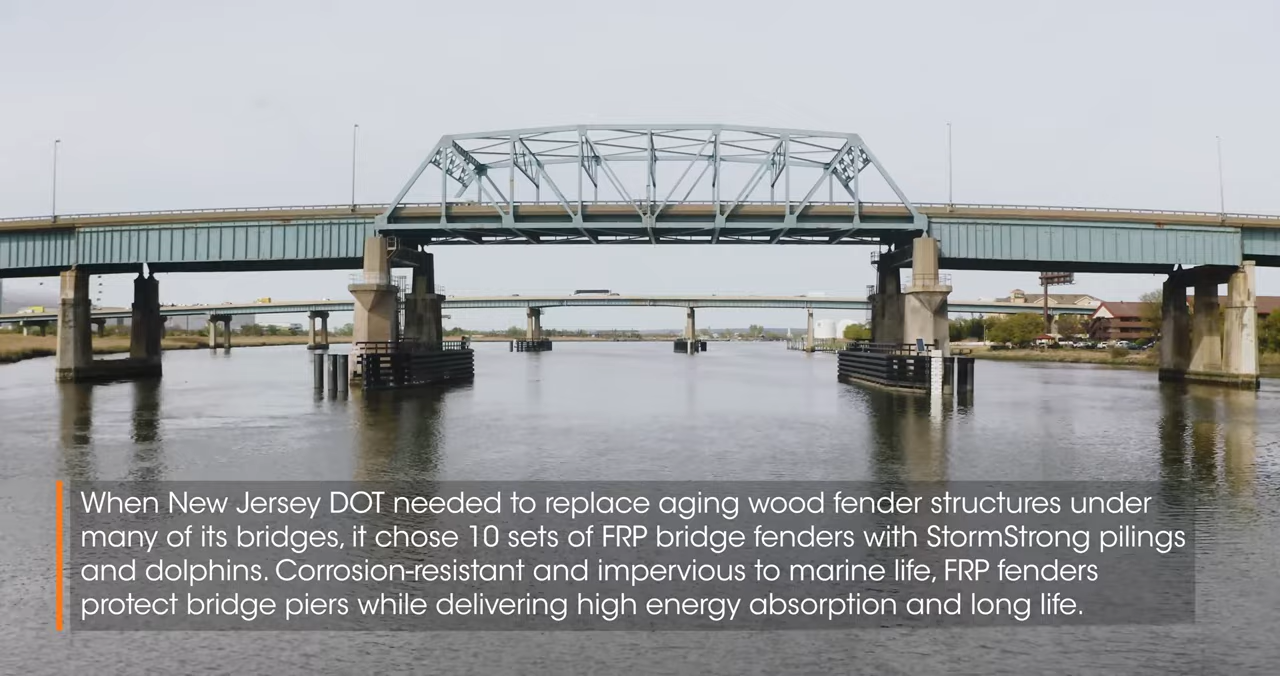 When New Jersey DOT needed to replace aging wood fender structures under
many of its bridges, it chose 10 sets of FRP bridge fenders with StormStrong pilings
and dolphins. Corrosion-resistant and impervious to marine life, FRP fenders
protect bridge piers while delivering high energy absorption and long life.